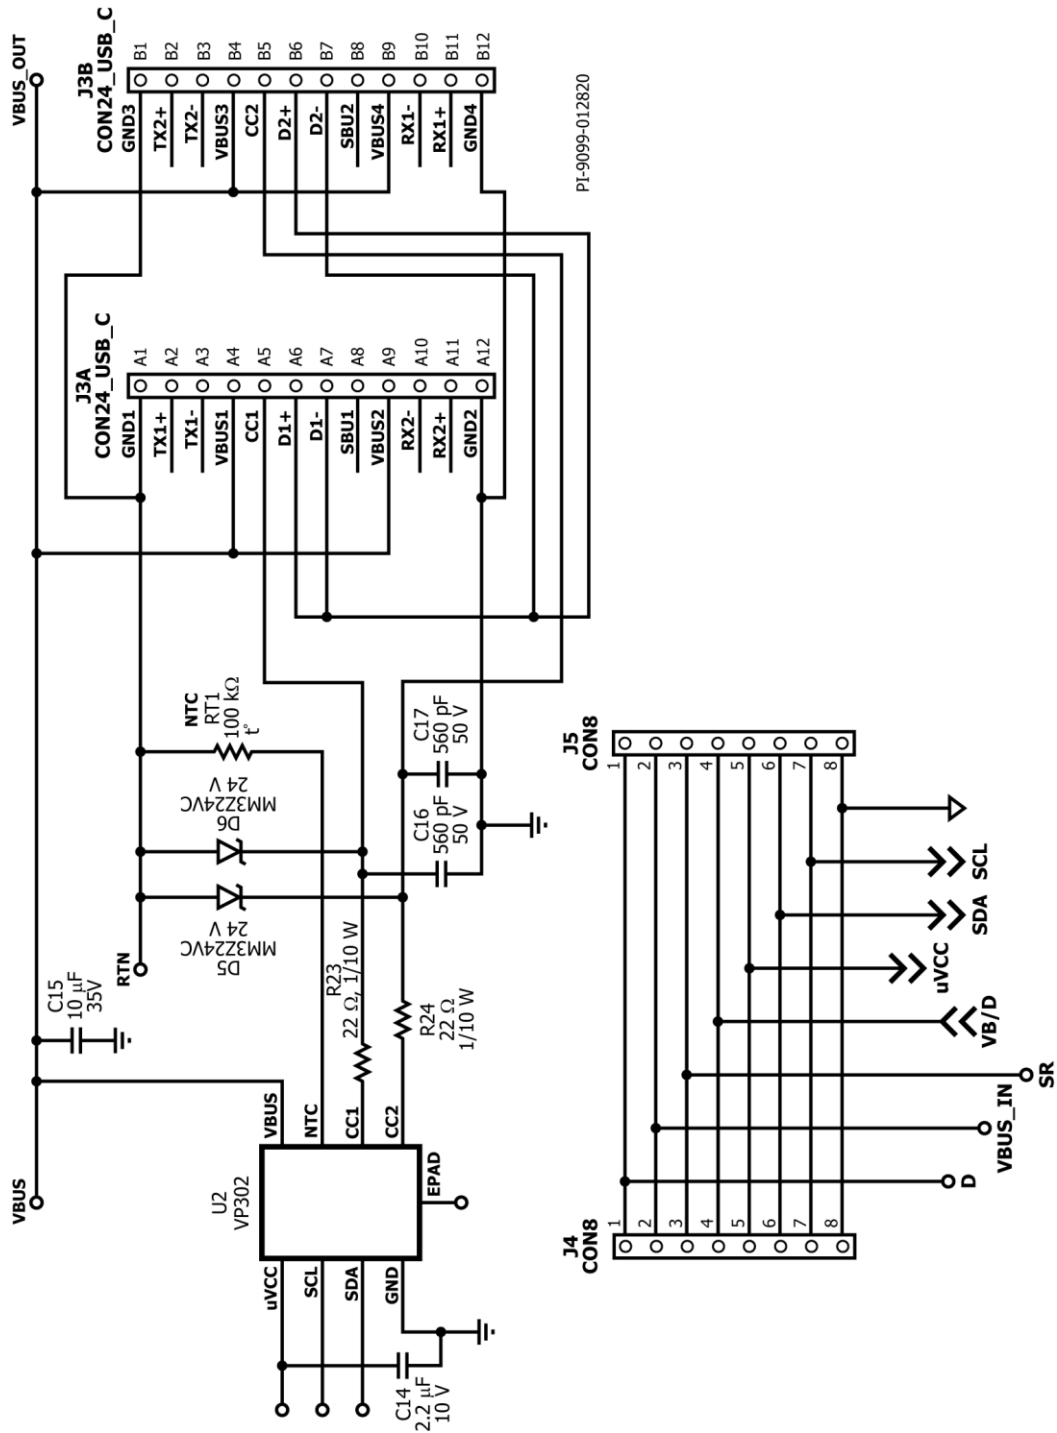 VBUS_OUT
J3B
CON24_USB_C
GND3
TX2+
TX2-
VBUS3
CC2
D2+
D2-
SBU2
VBUS4
RX1-
RX1+
GND4
B1
B2
B3
B4
B5
B6
B7
B8
B9
B10
B11
B12
PI-9099-012820
J3A
CON24_USB_C
GND1
TX1+
TX1-
VBUS1
CC1
D1+
D1-
SBU1
VBUS2
RX2-
RX2+
GND2
A1
A2
A3
A4
A5
A6
A7
A8
A9
A10
A11
A12
NTC
RT1
100 kΩ
t°
D6
MM3Z24VC
24 V
D5
MM3Z24VC
24 V
C17
560 pF
50 V
C16
560 pF
50 V
RTN
C15
10 μF
35V
R23
22 Ω, 1/10 W
R24
22 Ω
1/10 W
VBUS
VBUS
NTC
CC1
CC2
U2
VP302
EPAD
uVCC
SCL
SDA
GND
C14
2.2 μF
10 V
J5
CON8
1
2
3
4
5
6
7
8
SCL
SDA
uVCC
VB/D
SR
VBUS_IN
D
J4
CON8
1
2
3
4
5
6
7
8